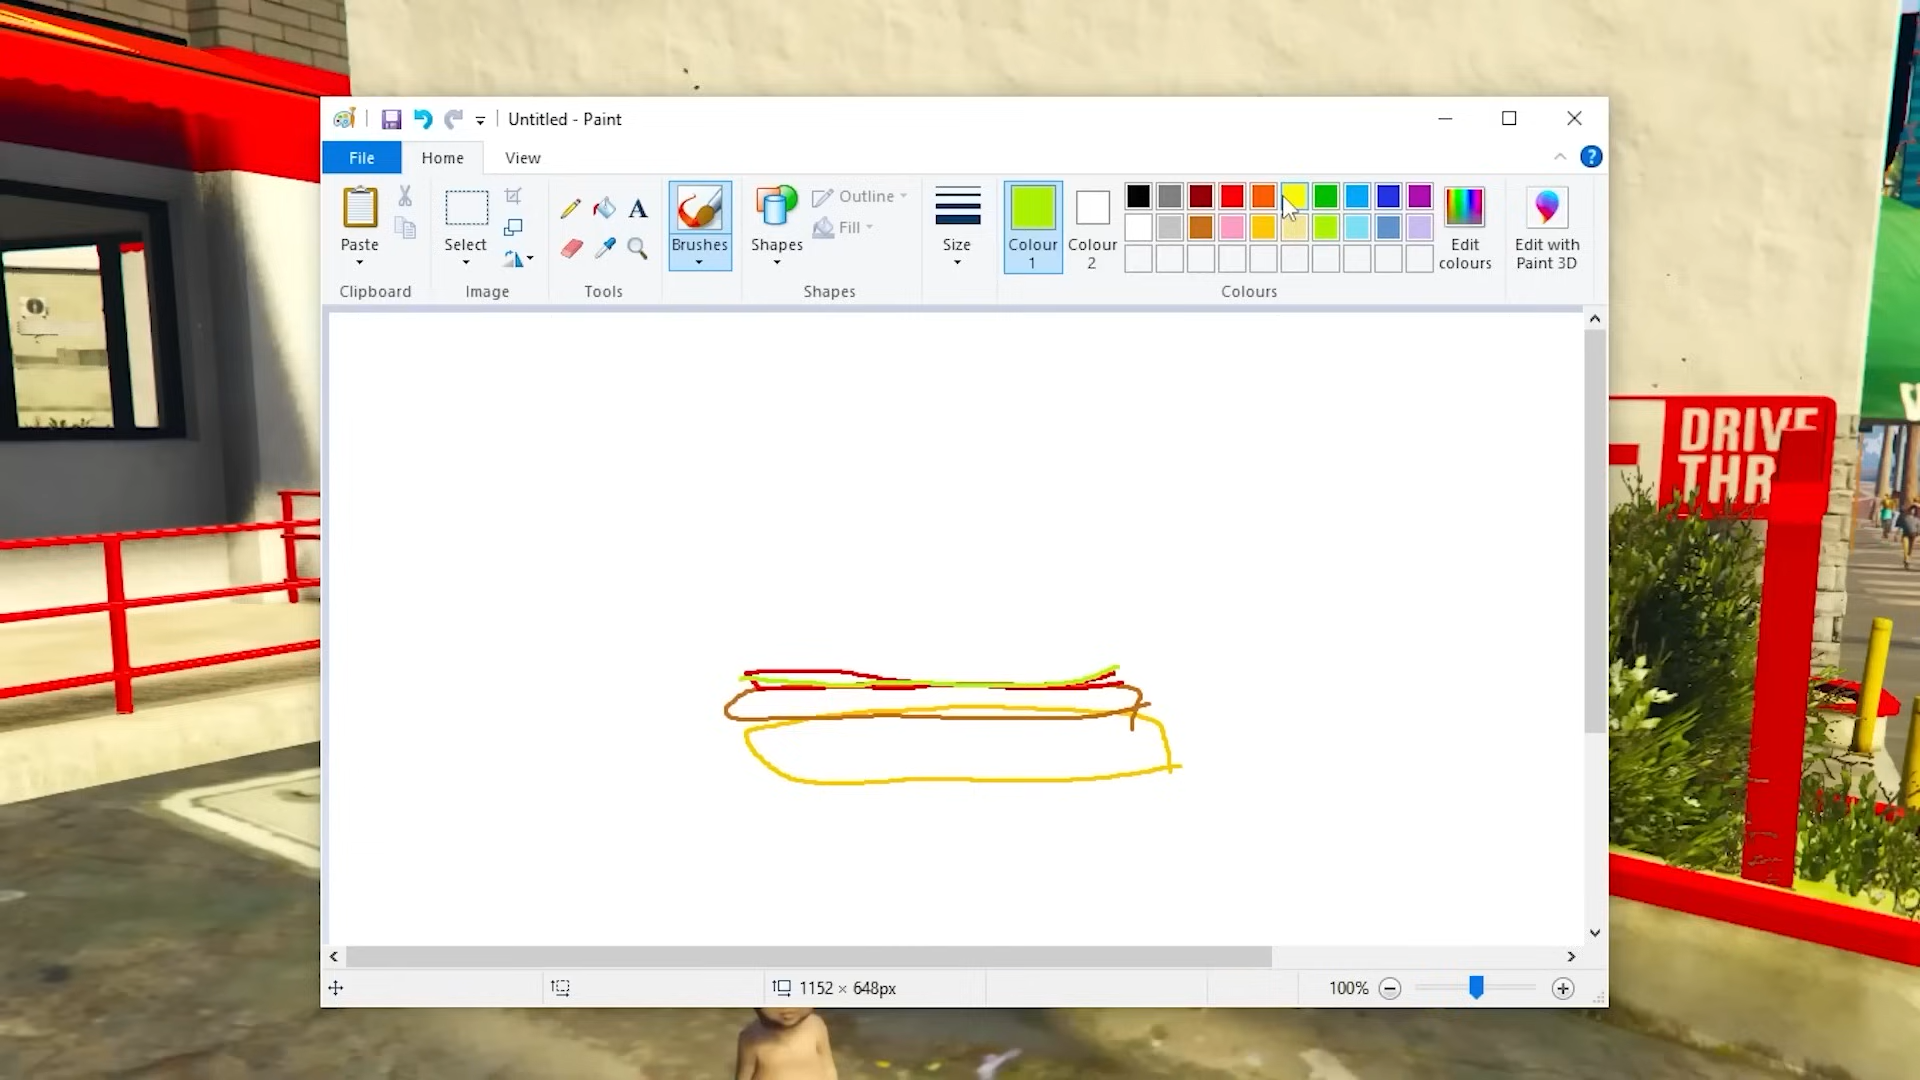 Untitled - Paint
File Home View
Paste
Select
A
Brushes
Shapes
Outline
Fill
Size
Colour 1
Colour 2
Edit colours
Edit with Paint 3D
Clipboard
Image
Tools
Shapes
Colours
?
DRIVE
THR
1152 × 648px
100%